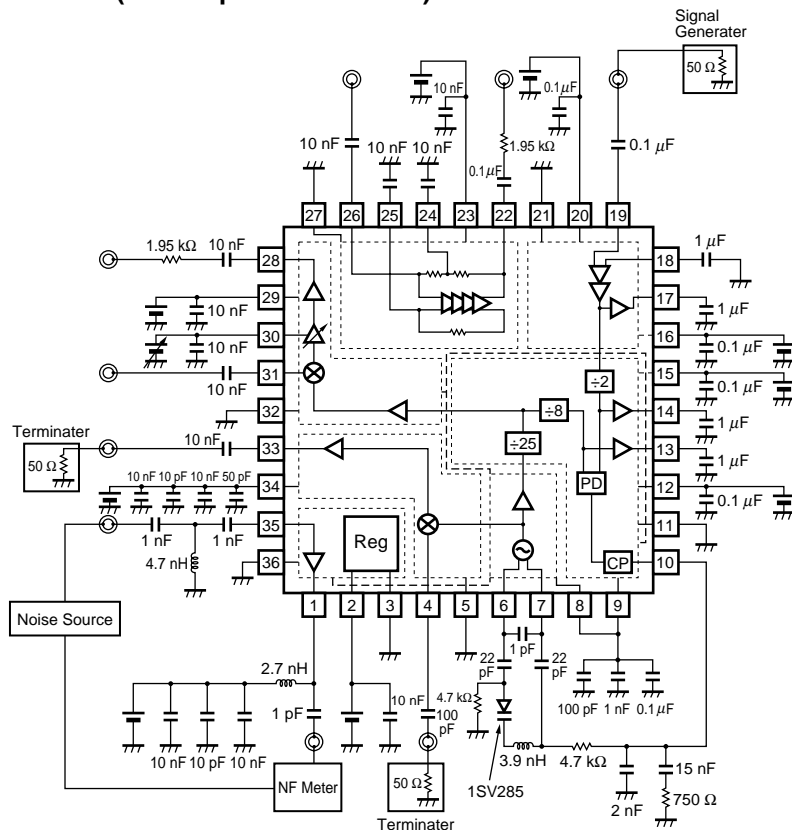 Signal
Generater
50 Ω
10 nF
0.1 μF
10 nF
10 nF
10 nF
0.1 μF
1.95 kΩ
0.1 μF
27
26
25
24
23
22
21
20
19
1.95 kΩ
10 nF
28
18
1 μF
29
10 nF
17
1 μF
30
10 nF
16
0.1 μF
31
10 nF
15
0.1 μF
÷2
32
14
1 μF
÷8
Terminater
50 Ω
10 nF
33
÷25
13
1 μF
10 nF
10 pF
10 nF
50 pF
34
PD
12
0.1 μF
35
1 nF
1 nF
11
4.7 nH
Reg
36
CP
10
Noise Source
1
2
3
4
5
6
7
8
9
1 pF
22
pF
22
pF
2.7 nH
1 pF
10 nF
100
pF
4.7 kΩ
100 pF
1 nF
0.1 μF
10 nF
10 pF
10 nF
NF Meter
50 Ω
Terminater
3.9 nH
1SV285
4.7 kΩ
2 nF
15 nF
750 Ω